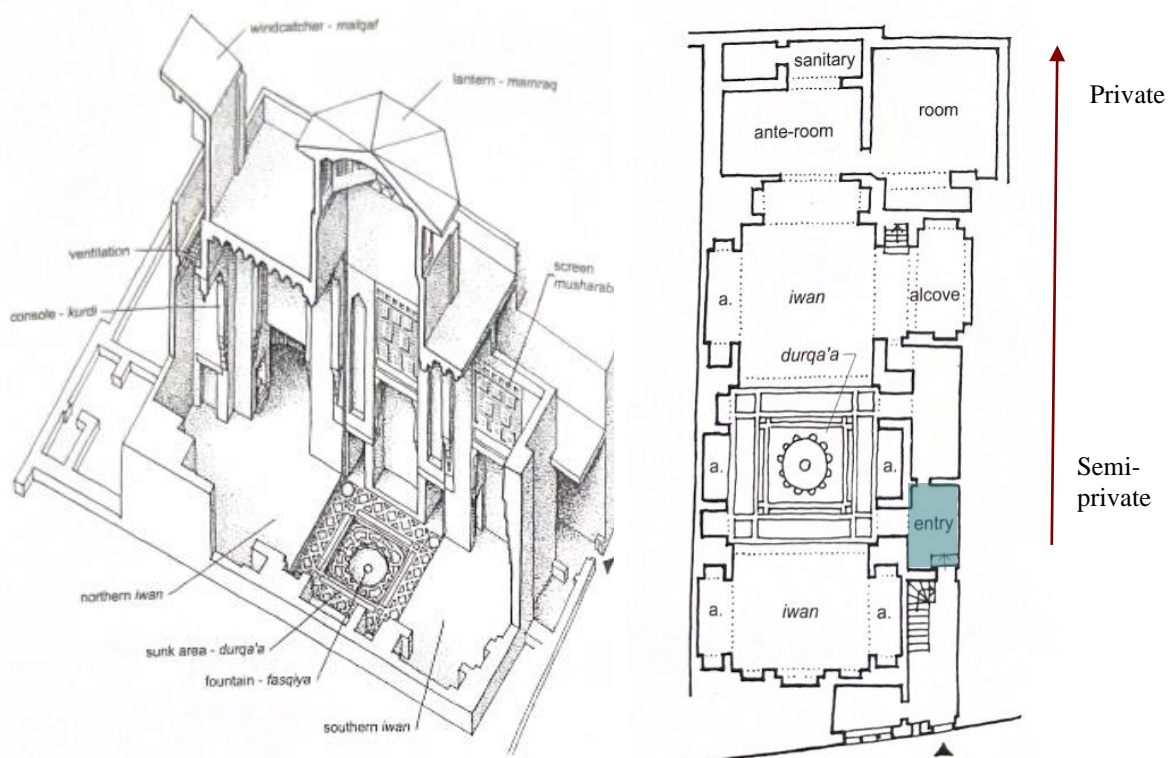 windcatcher - malqaf
lantern - mamraq
ventilation
console - kurdi
screen
musharab
northern iwan
sunk area - durqa'a
fountain - fasqiya
southern iwan
sanitary
room
ante-room
a.
iwan
alcove
durqa'a
a.
a.
entry
a.
iwan
a.
Private
Semi-
private